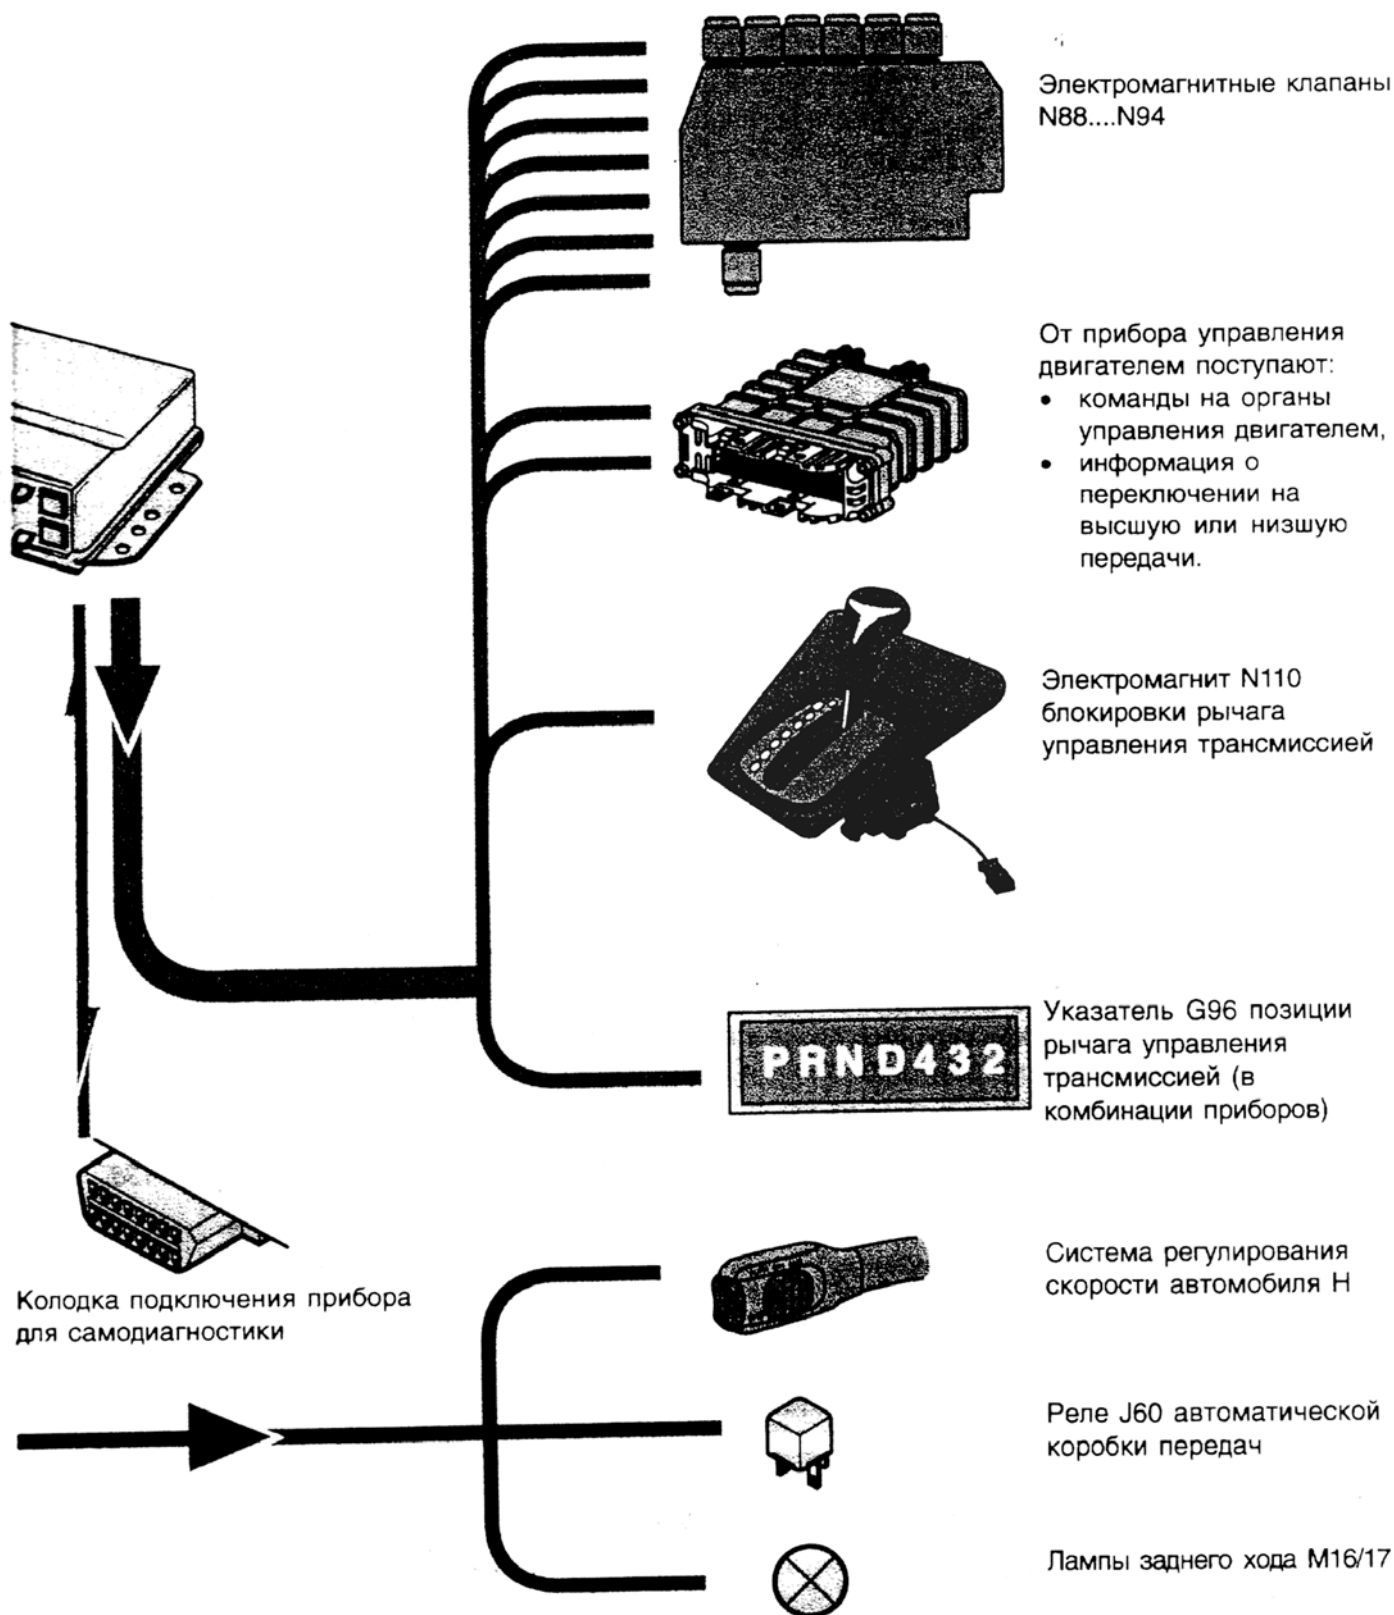 Электромагнитные клапаны
N88....N94
От прибора управления
двигателем поступают:
• команды на органы
управления двигателем,
• информация о
переключении на
высшую или низшую
передачи.
Электромагнит N110
блокировки рычага
управления трансмиссией
Указатель G96 позиции
рычага управления
трансмиссией (в
комбинации приборов)
PRND432
Колодка подключения прибора
для самодиагностики
Система регулирования
скорости автомобиля Н
Реле J60 автоматической
коробки передач
Лампы заднего хода М16/17